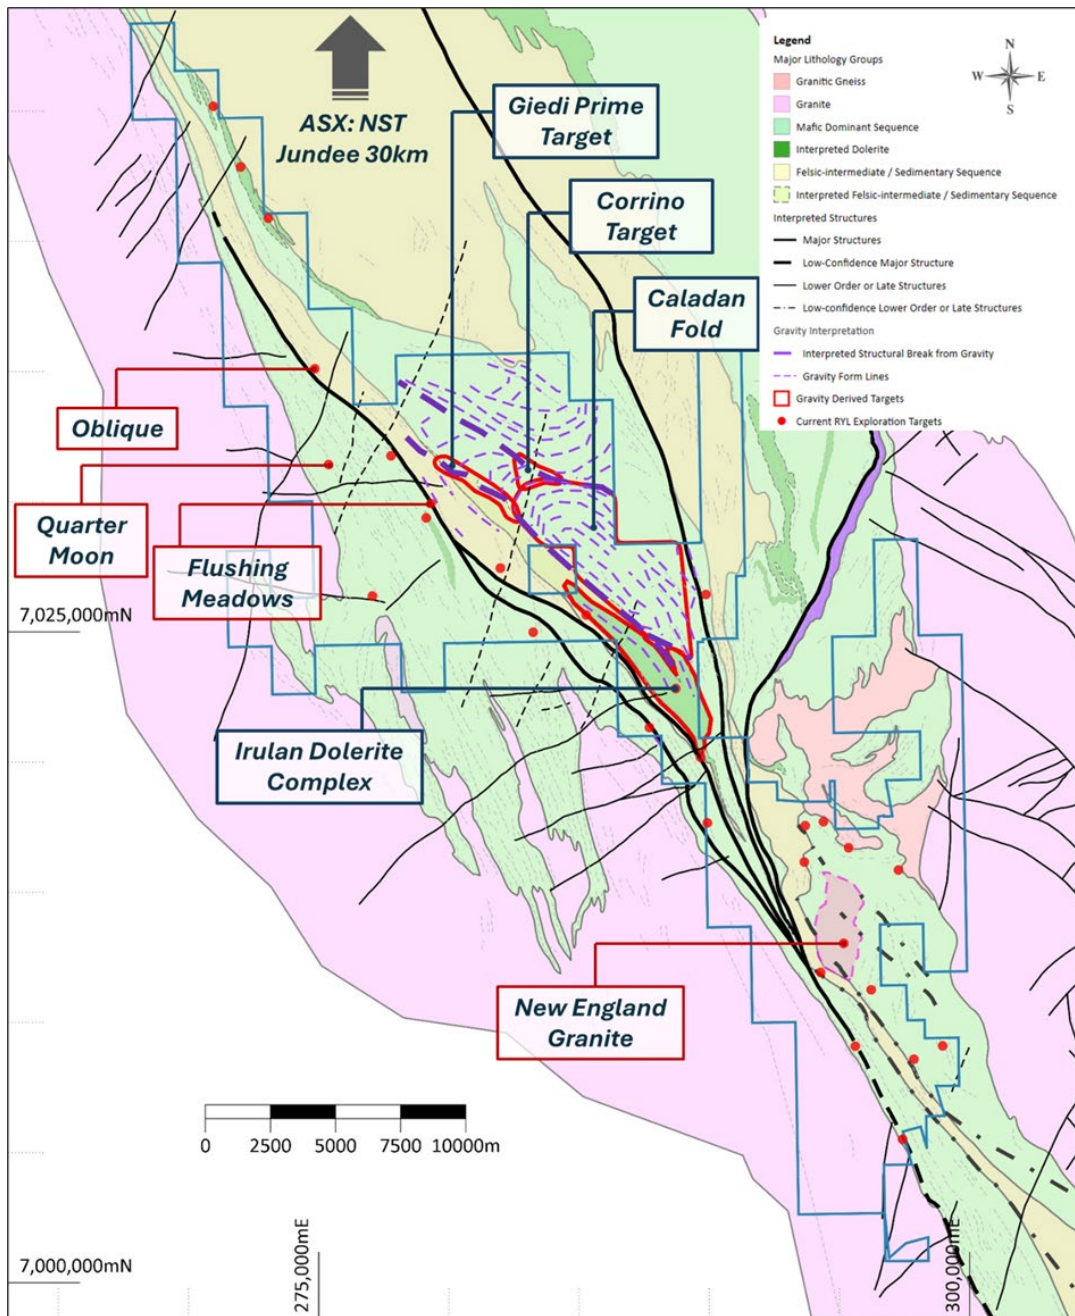 Legend
Major Lithology Groups
Granitic Gneiss
Granite
Mafic Dominant Sequence
Interpreted Dolerite
Felsic-intermediate / Sedimentary Sequence
Interpreted Felsic-intermediate / Sedimentary Sequence
Interpreted Structures
Major Structures
Low-Confidence Major Structure
Lower Order or Late Structures
Low-confidence Lower Order or Late Structures
Gravity Interpretation
Interpreted Structural Break from Gravity
Gravity Form Lines
Gravity Derived Targets
Current RYL Exploration Targets
N
W
E
S
ASX: NST
Jundee 30km
Giedi Prime
Target
Corrino
Target
Caladan
Fold
Oblique
Quarter
Moon
Flushing
Meadows
7,025,000mN
Irulan Dolerite
Complex
New England
Granite
0 2500 5000 7500 10000m
7,000,000mN
275,000mE
300,000mE